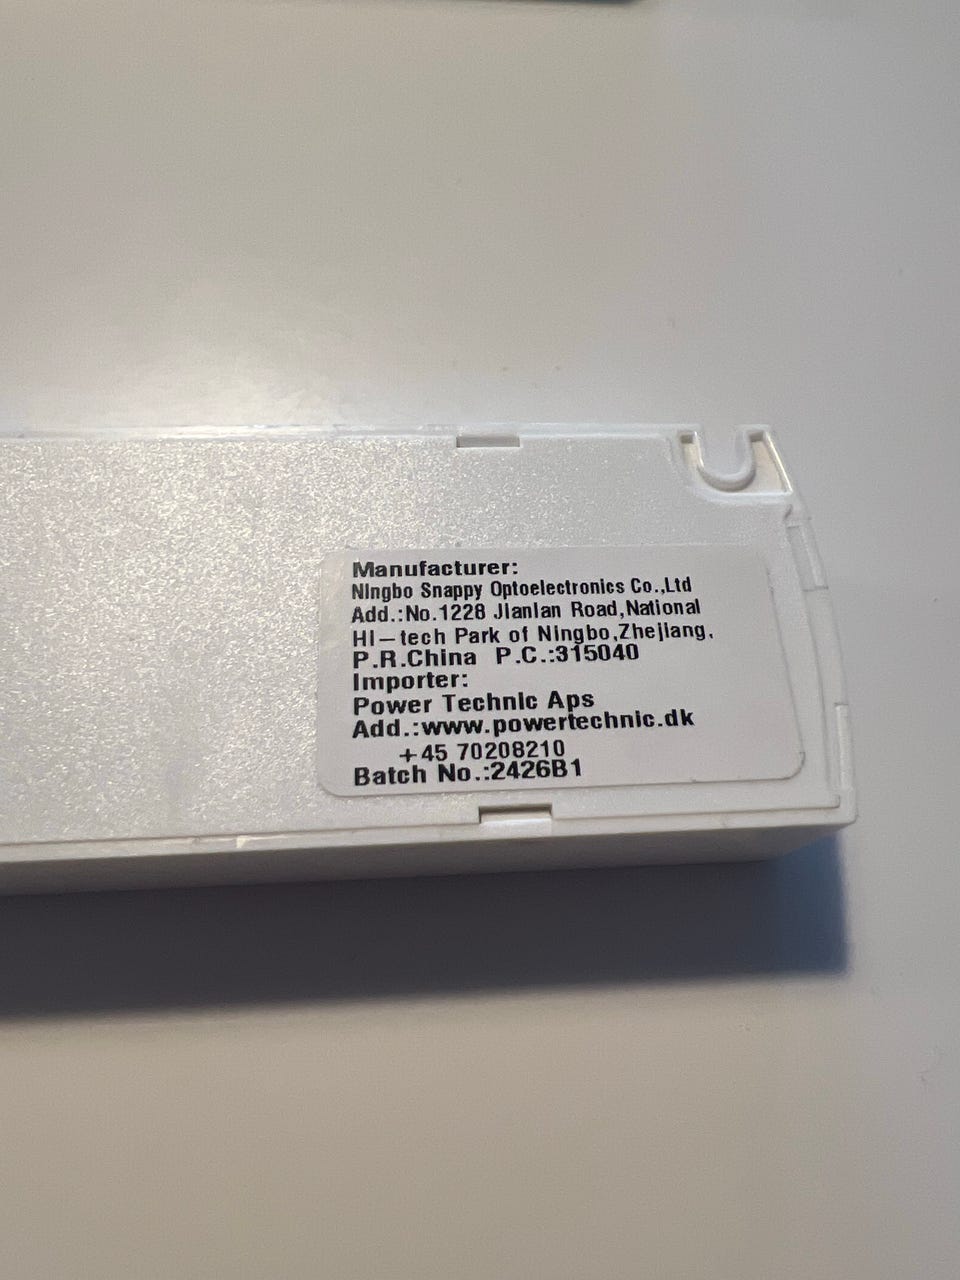 Manufacturer:
Ningbo Snappy Optoelectronics Co.,Ltd
Add.:No.1228 Jianlan Road,National
Hi-tech Park of Ningbo,Zhejiang,
P.R.China P.C.:315040
Importer:
Power Technic Aps
Add.:www.powertechnic.dk
+45 70208210
Batch No.:2426B1